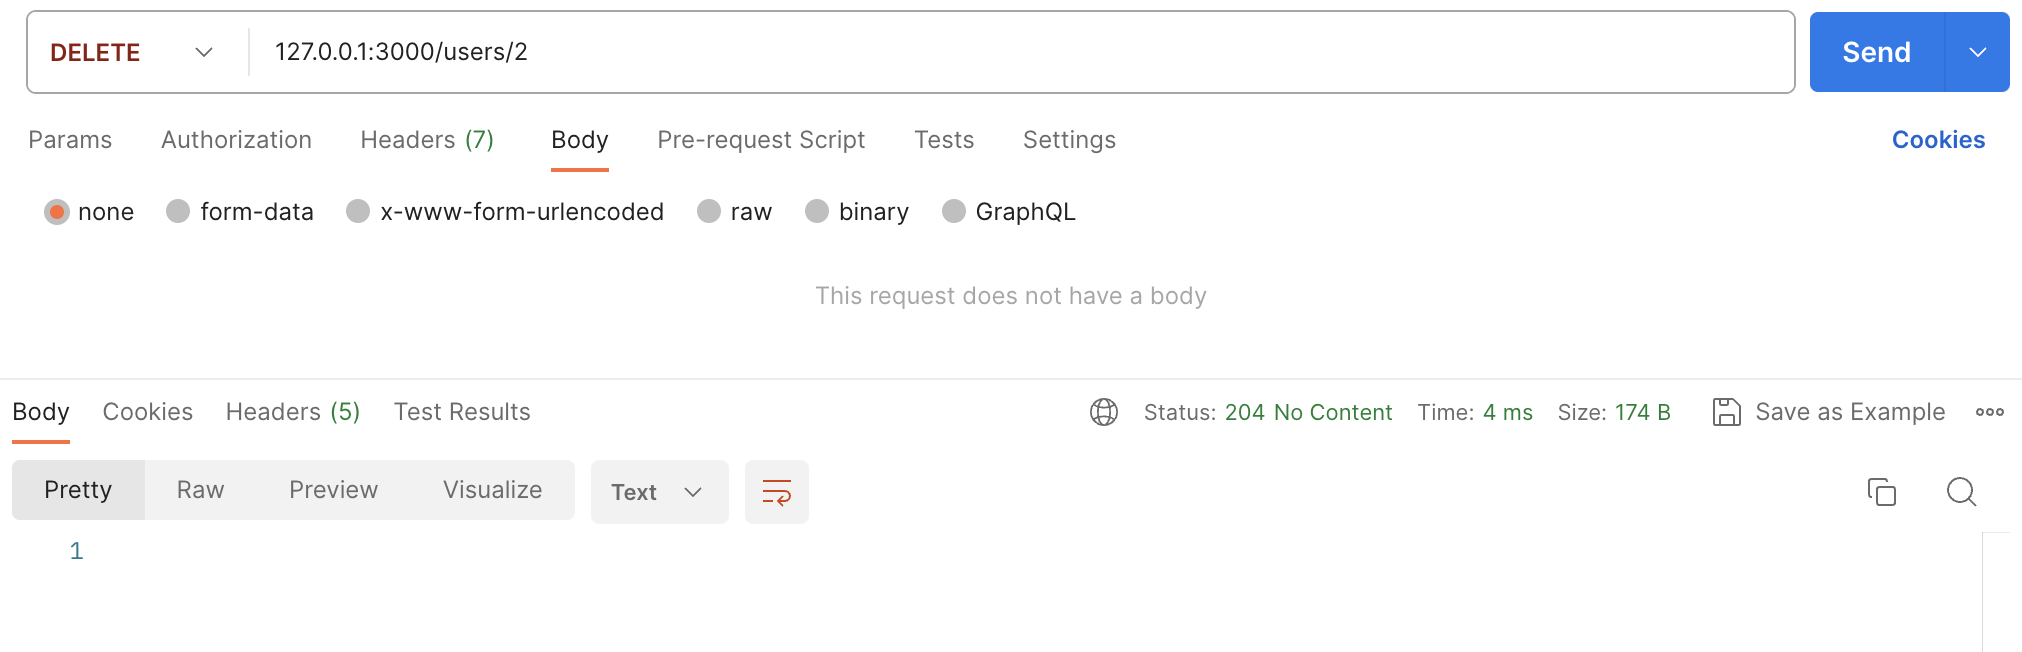 DELETE 127.0.0.1:3000/users/2 Send
Params Authorization Headers (7) Body Pre-request Script Tests Settings Cookies
none form-data x-www-form-urlencoded raw binary GraphQL
This request does not have a body
Body Cookies Headers (5) Test Results Status: 204 No Content Time: 4 ms Size: 174 B Save as Example
Pretty Raw Preview Visualize Text
1